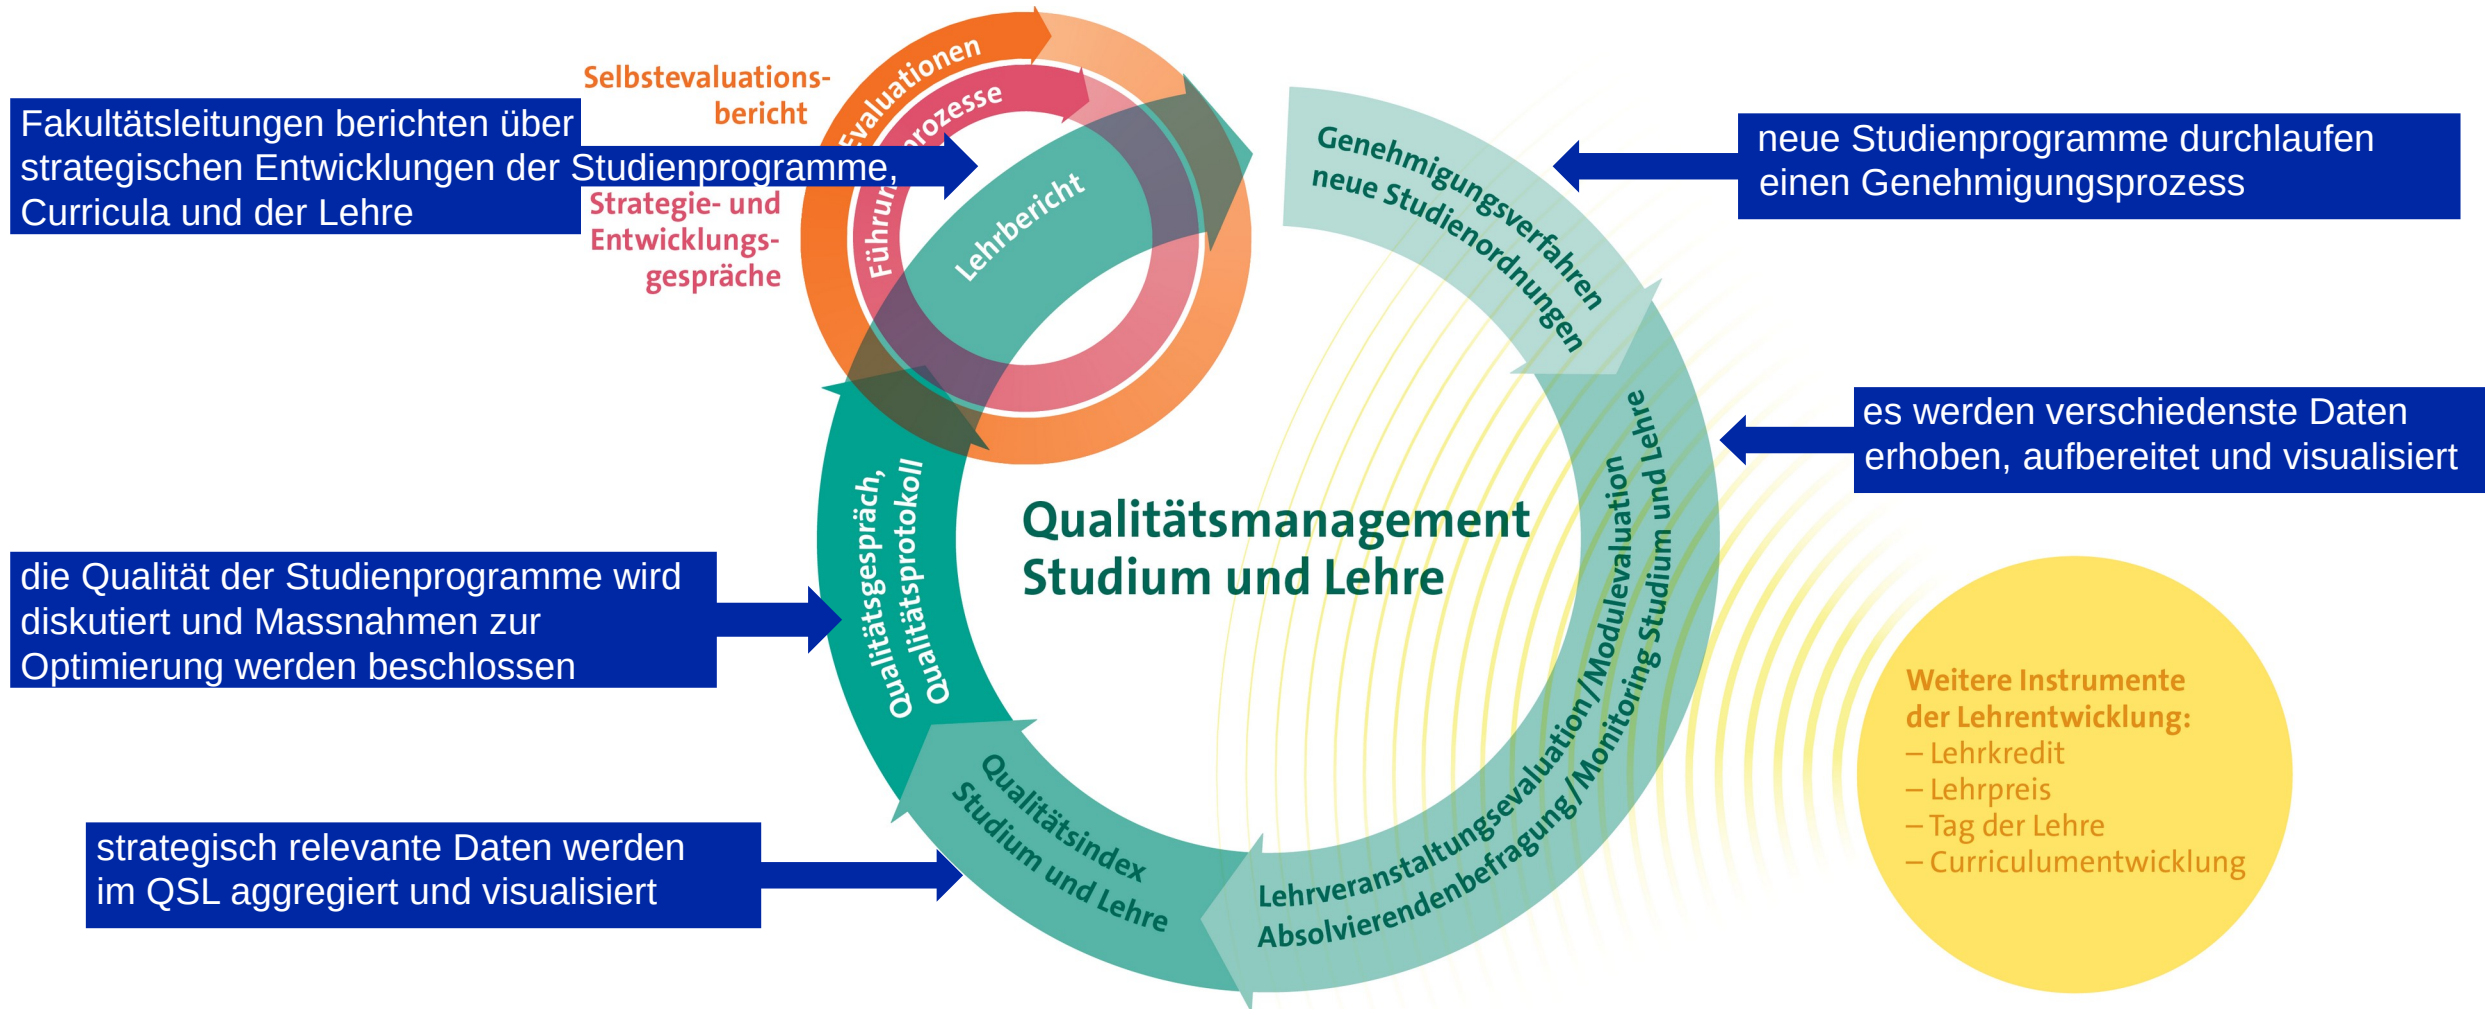 Selbstevaluations-
bericht
Evaluationen
prozesse
Führun
Fakultätsleitungen berichten über
strategischen Entwicklungen der Studienprogramme,
Curricula und der Lehre
Strategie- und
Entwicklungs-
gespräche
Lehrbericht
Genehmigungsverfahren
neue Studienordnungen
neue Studienprogramme durchlaufen
einen Genehmigungsprozess
es werden verschiedenste Daten
erhoben, aufbereitet und visualisiert
Lehrveranstaltungsevaluation/Modulevaluation
Absolvierendenbefragung/Monitoring Studium und Lehre
Qualitätsmanagement
Studium und Lehre
Qualitätsgespräch,
Qualitätsprotokoll
die Qualität der Studienprogramme wird
diskutiert und Massnahmen zur
Optimierung werden beschlossen
Qualitätsindex
Studium und Lehre
strategisch relevante Daten werden
im QSL aggregiert und visualisiert
Weitere Instrumente
der Lehrentwicklung:
– Lehrkredit
– Lehrpreis
– Tag der Lehre
– Curriculumentwicklung